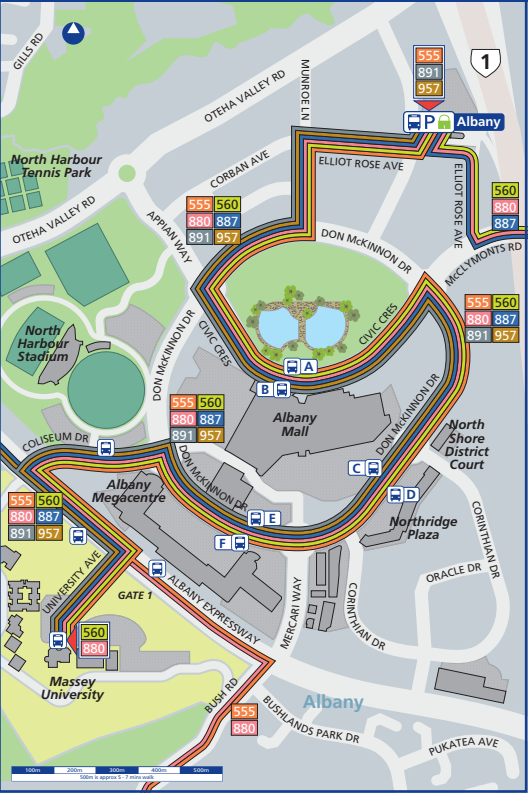 GILLS RD
1
555
891
957
P Albany
OTEHA VALLEY RD
MUNROE LN
North Harbour
Tennis Park
CORBAN AVE
ELLIOT ROSE AVE
ELLIOT ROSE AVE
560
880
887
555 560
880 887
891 957
OTEHA VALLEY RD
APPIAN WAY
DON McKINNON DR
McCLYMONTS RD
555 560
880 887
891 957
CIVIC CRES
CIVIC CRES
DON McKINNON DR
North
Harbour
Stadium
A
B
Albany
Mall
555 560
880 887
891 957
DON McKINNON DR
North
Shore
District
Court
COLISEUM DR
DON McKINNON DR
C
D
Albany
Megacentre
E
F
Northridge
Plaza
555 560
880 887
891 957
CORINTHIAN DR
ORACLE DR
UNIVERSITY AVE
GATE 1
ALBANY EXPRESSWAY
MERCARI WAY
CORINTHIAN DR
560
880
Massey
University
BUSH RD
Albany
555
880
BUSHLANDS PARK DR
PUKATEA AVE
100m 200m 300m 400m 500m
500m is approx 5 - 7 mins walk